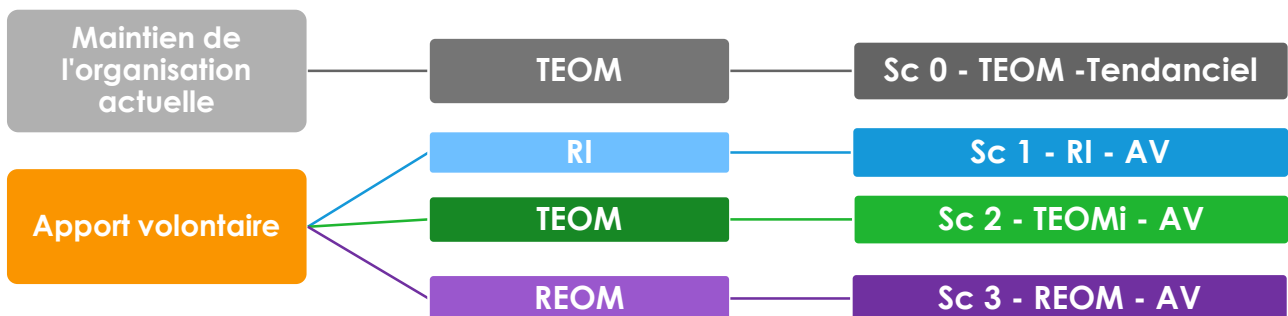 Maintien de
l'organisation
actuelle
TEOM
Sc 0 - TEOM -Tendanciel
Apport volontaire
RI
Sc 1 - RI - AV
TEOM
Sc 2 - TEOMi - AV
REOM
Sc 3 - REOM - AV